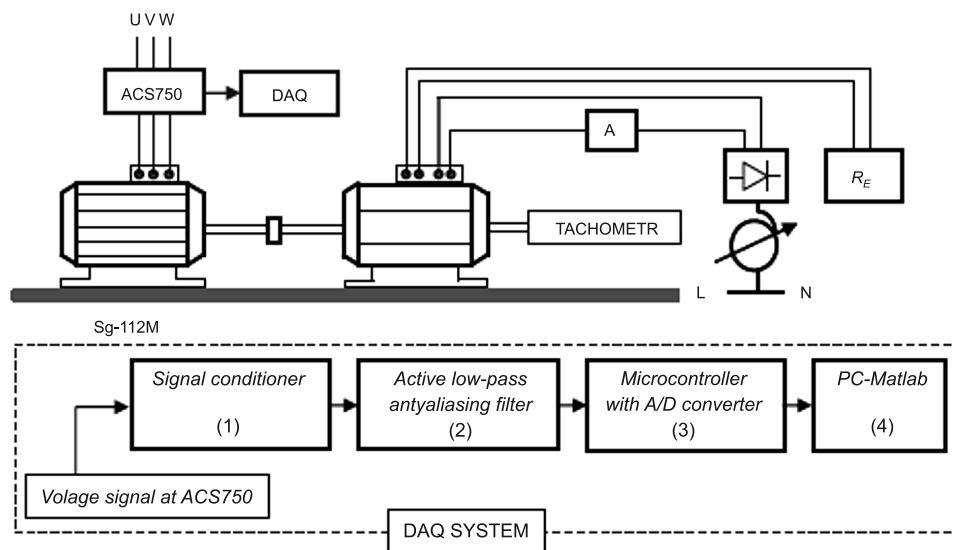 U V W
ACS750
DAQ
A
R_E
TACHOMETR
L
N
Sg-112M
Signal conditioner
(1)
Active low-pass
antyaliasing filter
(2)
Microcontroller
with A/D converter
(3)
PC-Matlab
(4)
Volage signal at ACS750
DAQ SYSTEM